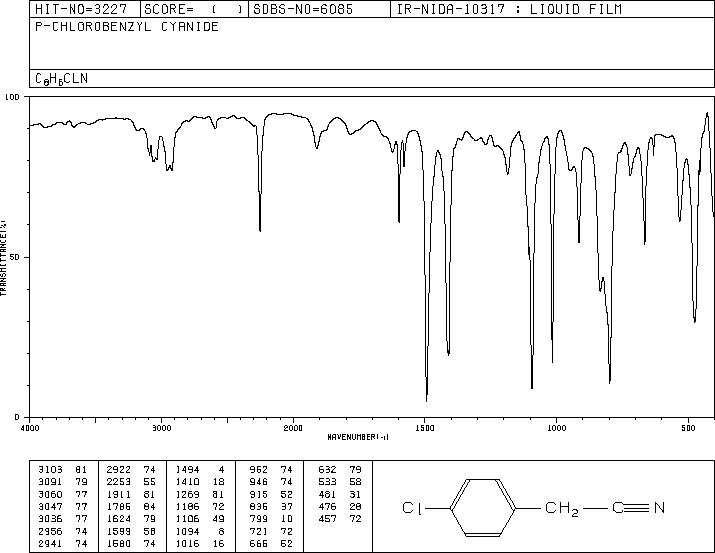 HIT-NO=3227 SCORE= ( ) SDBS-NO=6085 IR-NIDA-10317 : LIQUID FILM
P-CHLOROBENZYL CYANIDE
C8H6CLN
100
50
0
TRANSMITTANCE(%)
4000 3000 2000 1500 1000 500
WAVENUMBER(-1)
3103 81 2922 74 1494 4 962 74 632 79
3091 79 2253 55 1410 18 946 74 533 58
3060 77 1911 81 1269 81 915 52 481 31
3047 77 1786 84 1186 72 836 37 476 28
3036 77 1624 79 1106 49 799 10 457 72
2956 74 1599 58 1094 8 721 72
2941 74 1580 74 1016 16 666 52
Cl CH2 C N